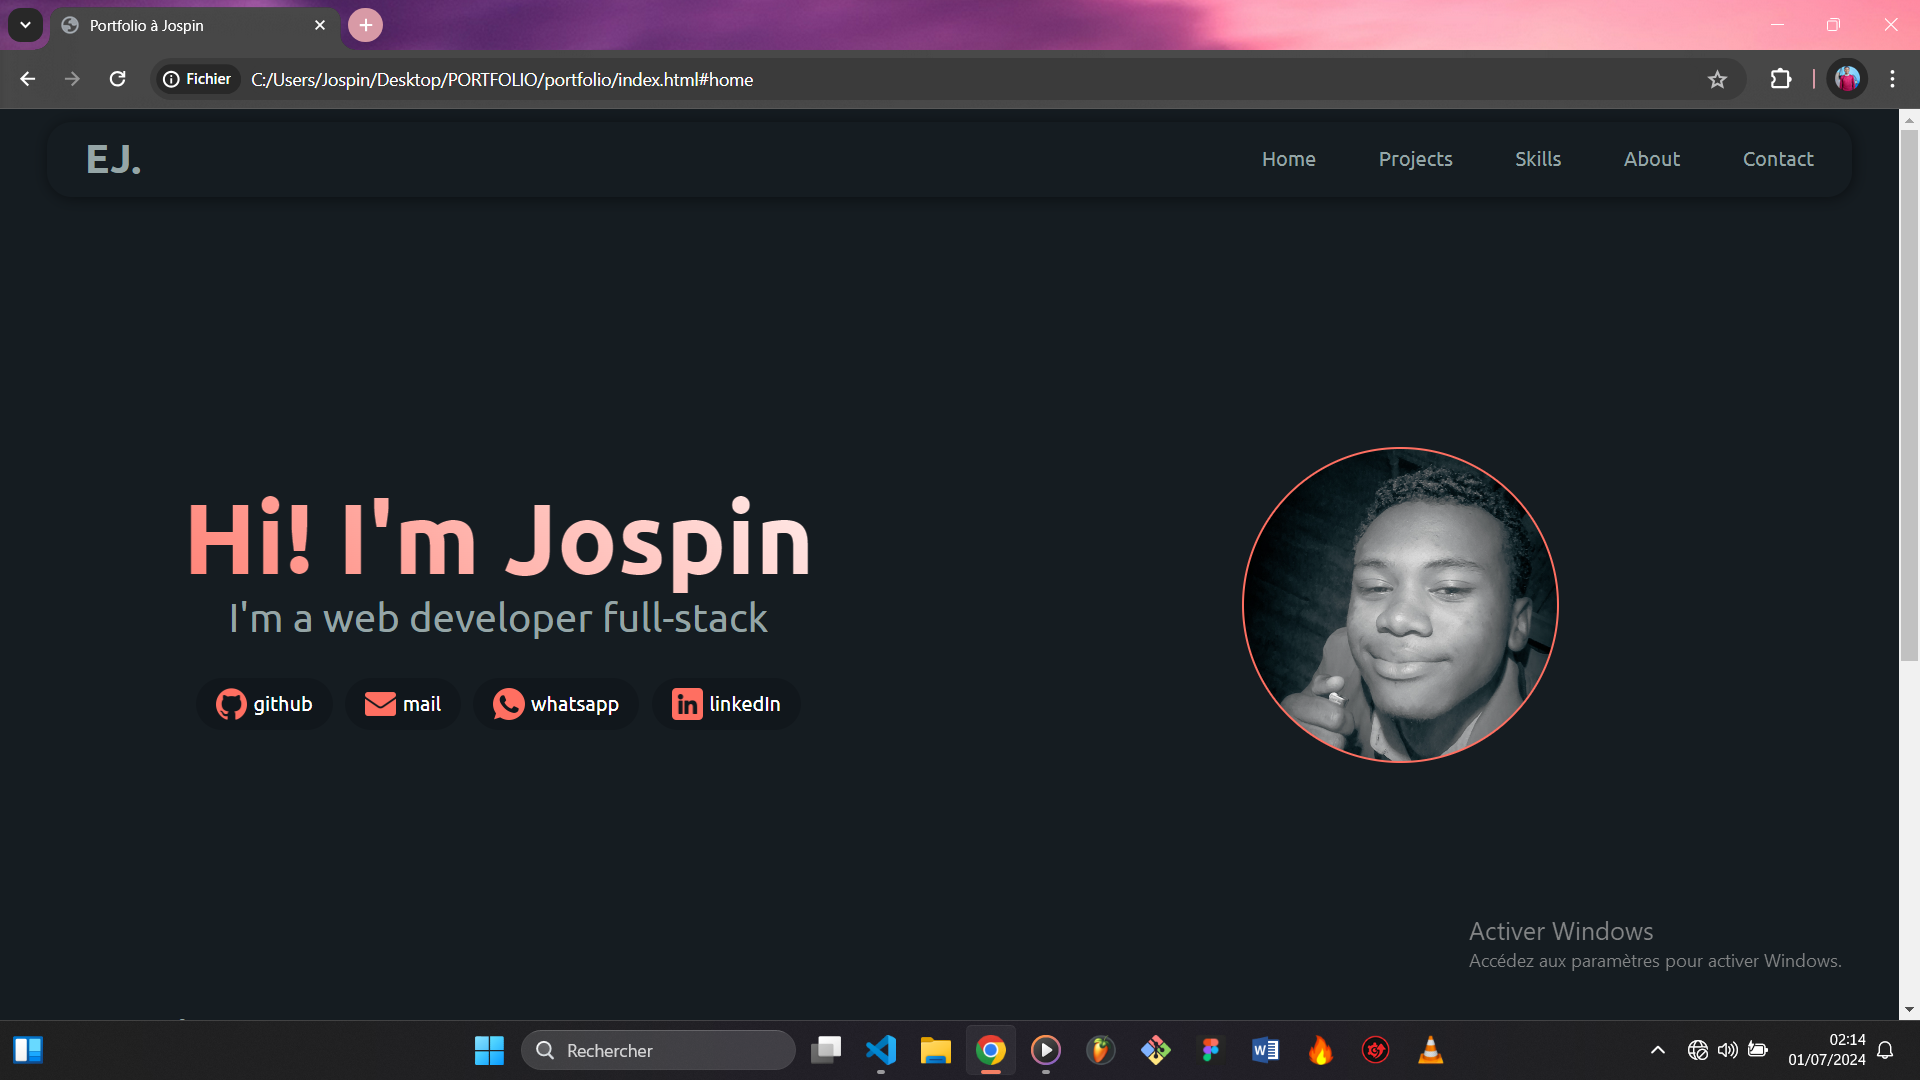 Portfolio à Jospin
Fichier
C:/Users/Jospin/Desktop/PORTFOLIO/portfolio/index.html#home
EJ.
Home
Projects
Skills
About
Contact
Hi! I'm Jospin
I'm a web developer full-stack
github
mail
whatsapp
linkedIn
Activer Windows
Accédez aux paramètres pour activer Windows.
Rechercher
02:14
01/07/2024